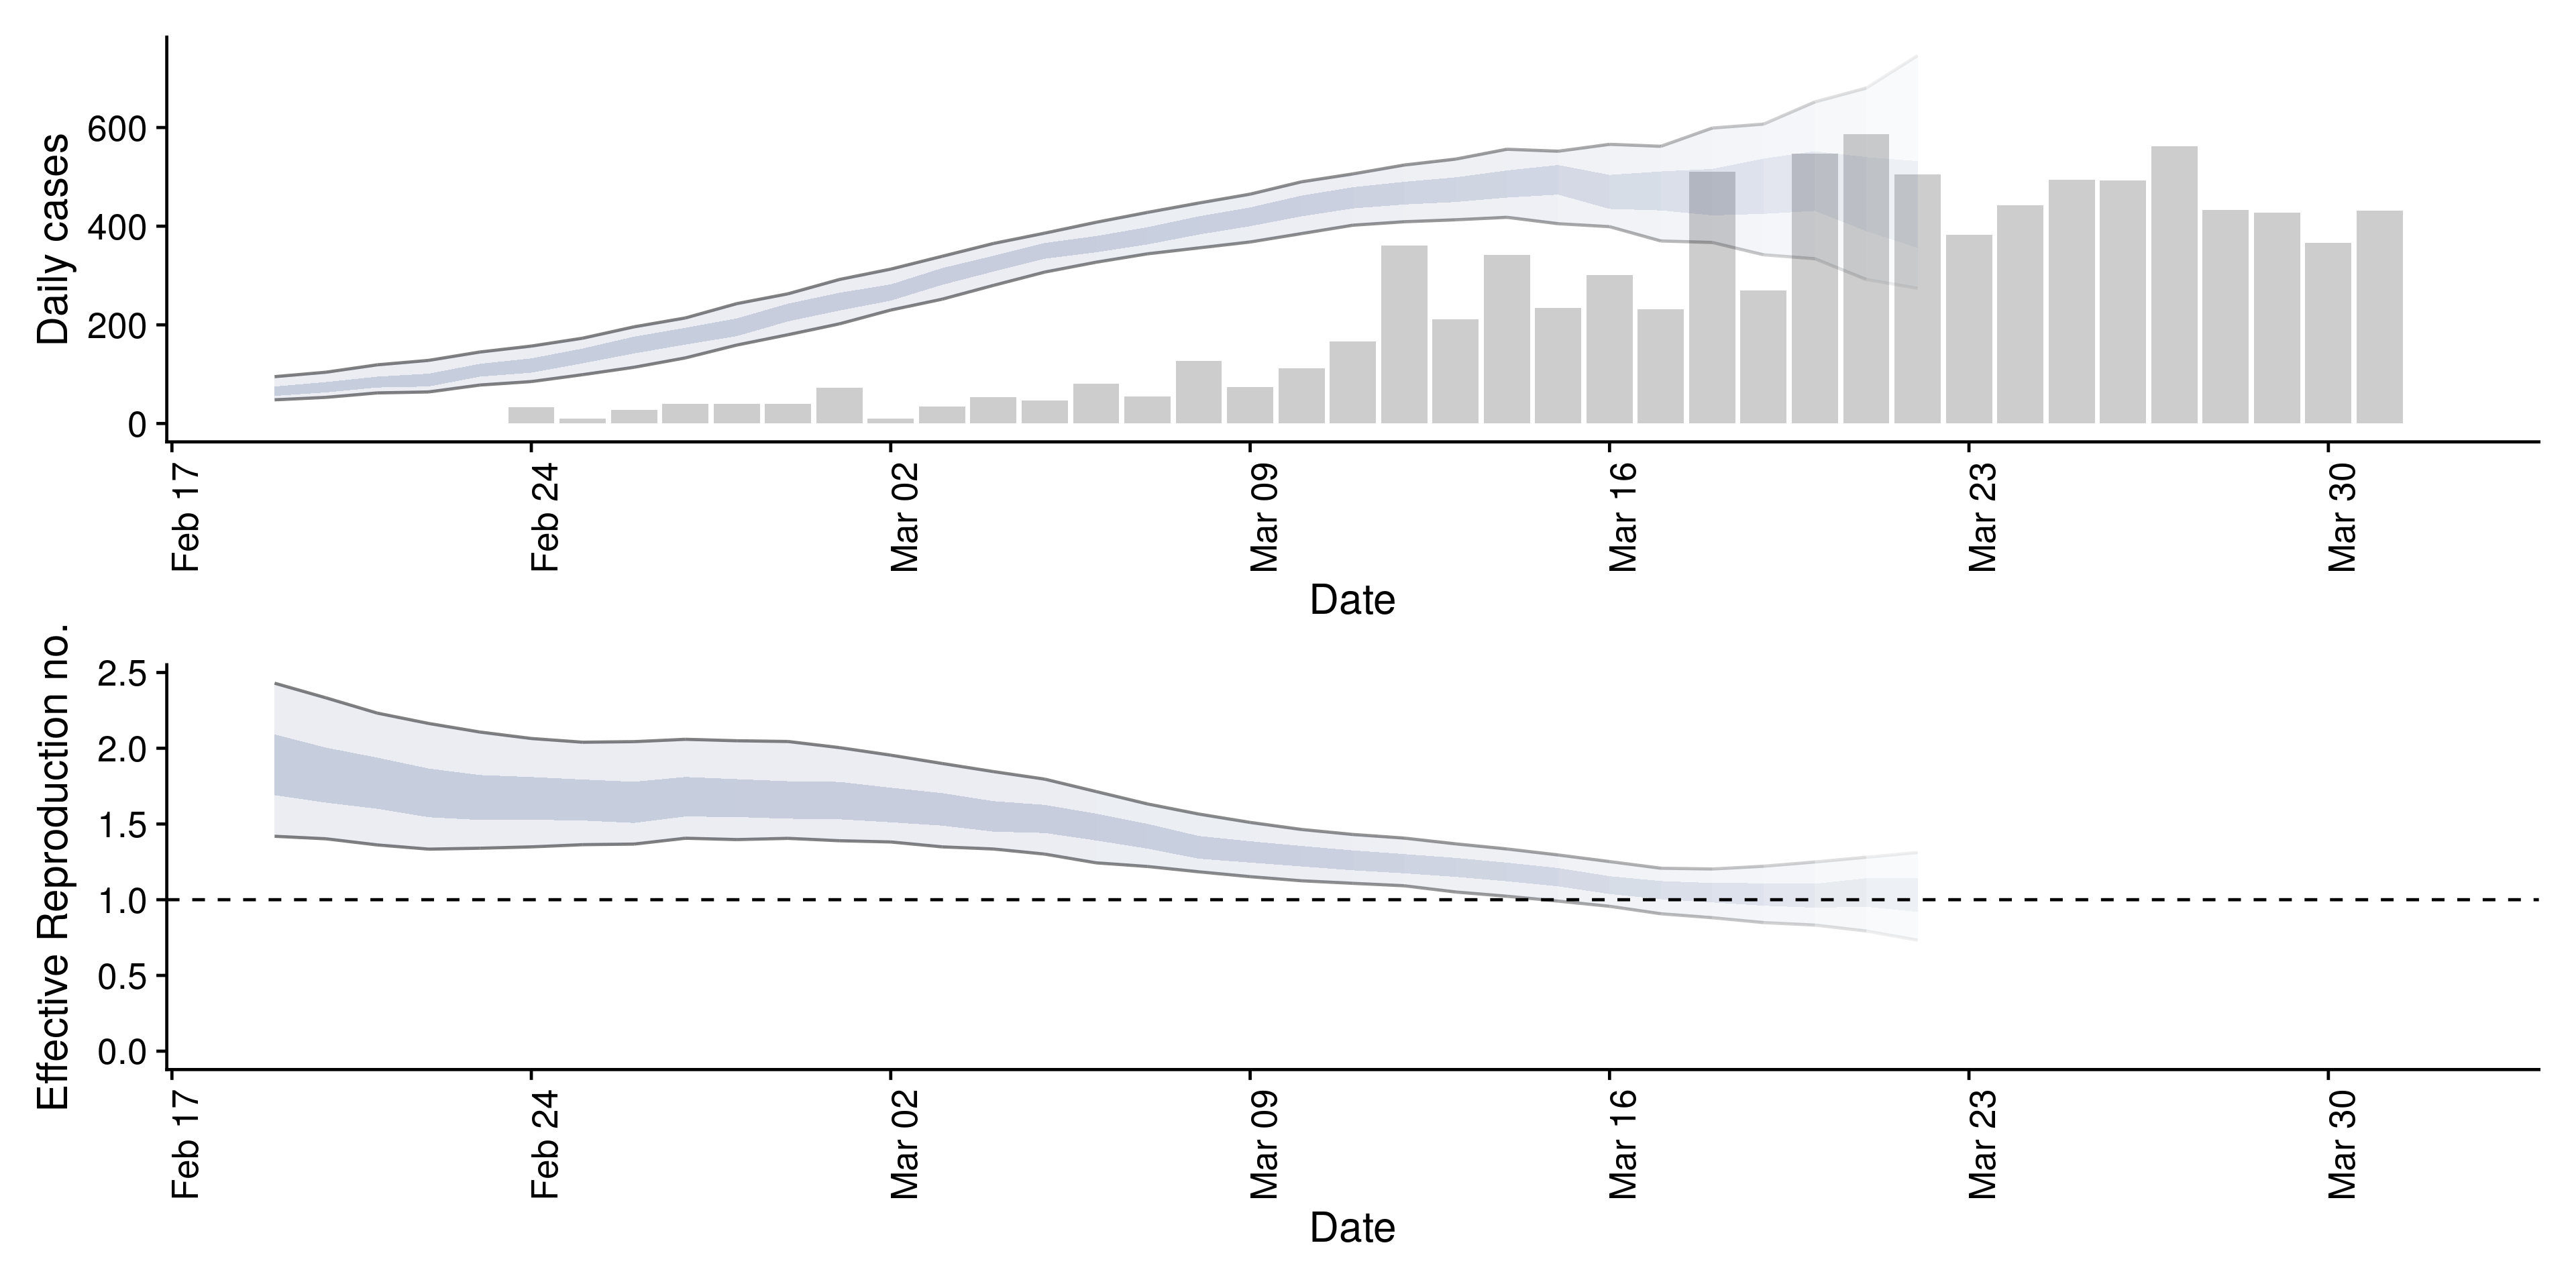 Daily cases
600
400
200
0
Feb 17
Feb 24
Mar 02
Mar 09
Mar 16
Mar 23
Mar 30
Date
Effective Reproduction no.
2.5
2.0
1.5
1.0
0.5
0.0
Feb 17
Feb 24
Mar 02
Mar 09
Mar 16
Mar 23
Mar 30
Date